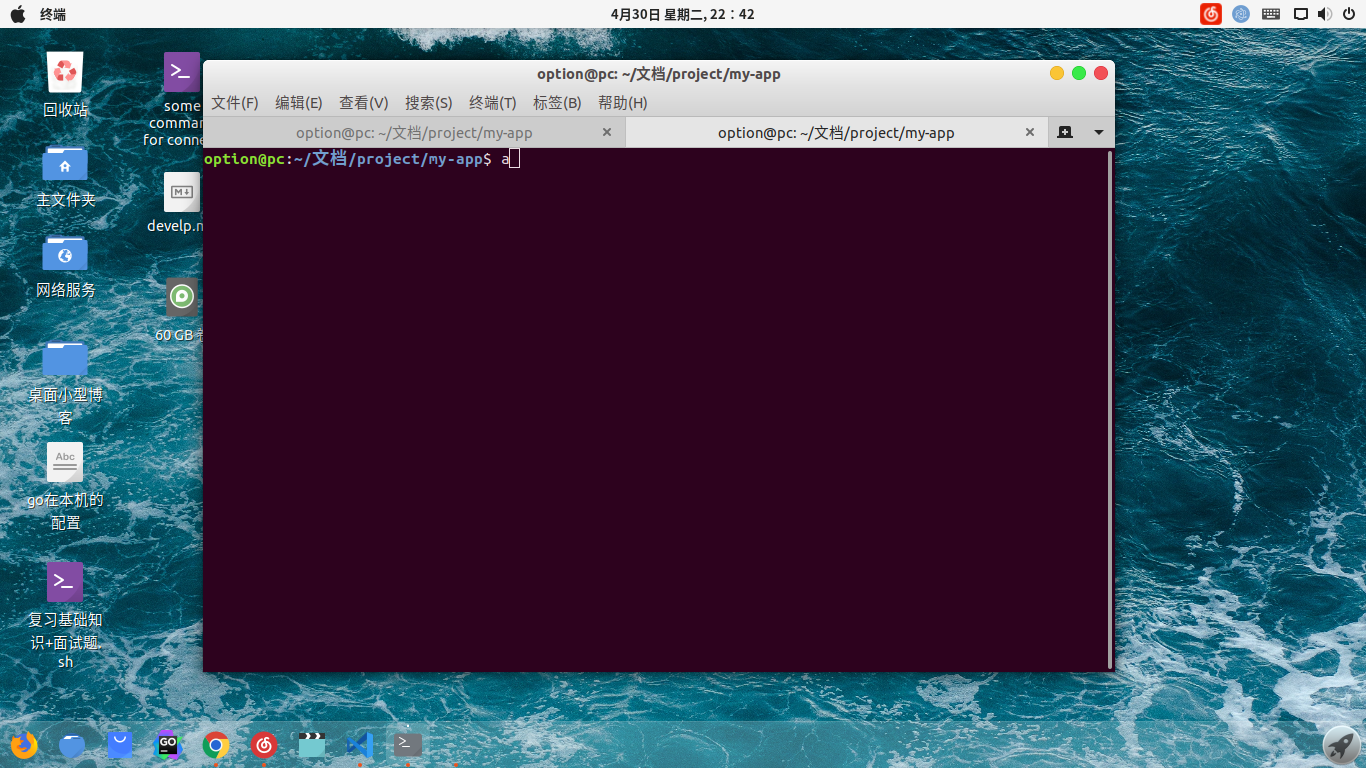 终端
4月30日 星期二, 22：42
option@pc: ~/文档/project/my-app
文件(F) 编辑(E) 查看(V) 搜索(S) 终端(T) 标签(B) 帮助(H)
option@pc: ~/文档/project/my-app
option@pc: ~/文档/project/my-app
option@pc:~/文档/project/my-app$ a
回收站
主文件夹
网络服务
桌面小型博
客
Abc
go在本机的
配置
复习基础知
识+面试题.
sh
some
comman
for conne
M
develp.m
60 GB
GO